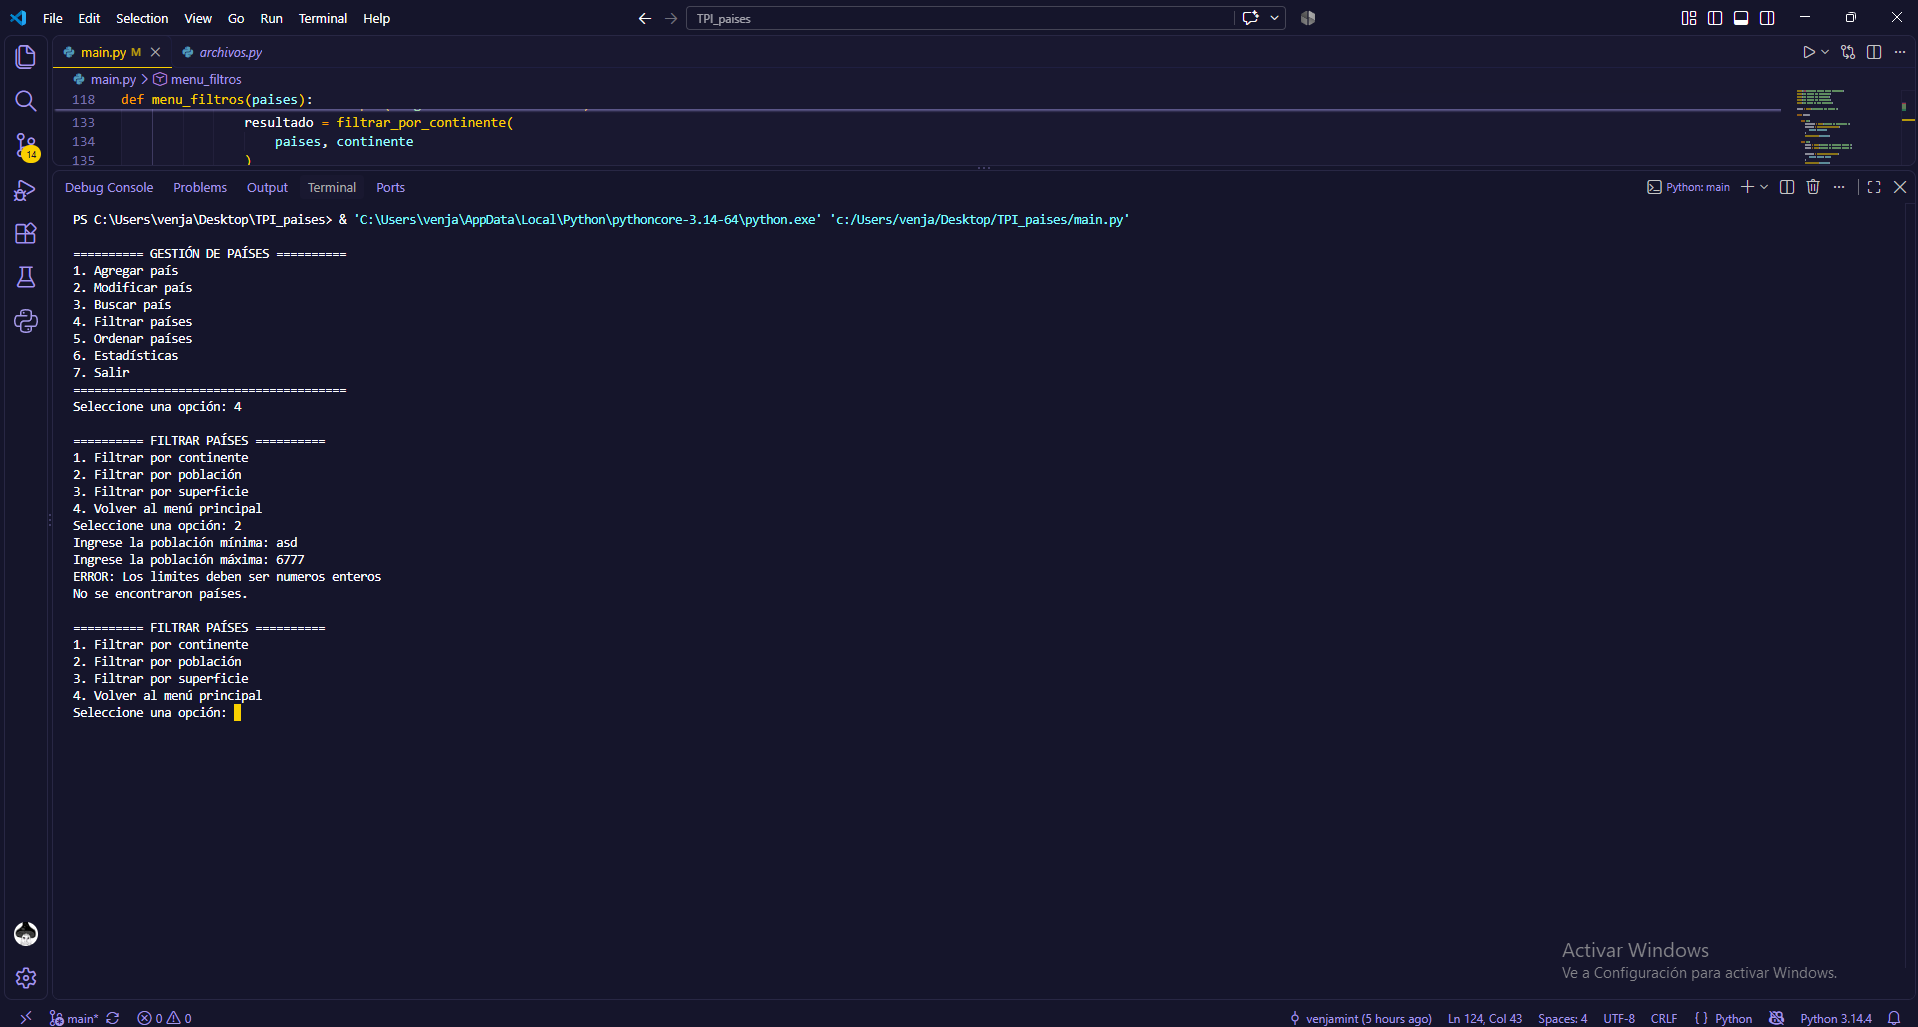 File Edit Selection View Go Run Terminal Help
TPI_paises
main.py M
archivos.py
main.py > menu_filtros
118 def menu_filtros(paises):
133 resultado = filtrar_por_continente(
134 paises, continente
135 )
Debug Console Problems Output Terminal Ports
Python: main
PS C:\Users\venja\Desktop\TPI_paises> & 'C:\Users\venja\AppData\Local\Python\pythoncore-3.14-64\python.exe' 'c:/Users/venja/Desktop/TPI_paises/main.py'
========== GESTIÓN DE PAÍSES ==========
1. Agregar país
2. Modificar país
3. Buscar país
4. Filtrar países
5. Ordenar países
6. Estadísticas
7. Salir
=======================================
Seleccione una opción: 4
========== FILTRAR PAÍSES ==========
1. Filtrar por continente
2. Filtrar por población
3. Filtrar por superficie
4. Volver al menú principal
Seleccione una opción: 2
Ingrese la población mínima: asd
Ingrese la población máxima: 6777
ERROR: Los limites deben ser numeros enteros
No se encontraron países.
========== FILTRAR PAÍSES ==========
1. Filtrar por continente
2. Filtrar por población
3. Filtrar por superficie
4. Volver al menú principal
Seleccione una opción:
14
Activar Windows
Ve a Configuración para activar Windows.
main* 0 0
venjamint (5 hours ago) Ln 124, Col 43 Spaces: 4 UTF-8 CRLF { } Python Python 3.14.4